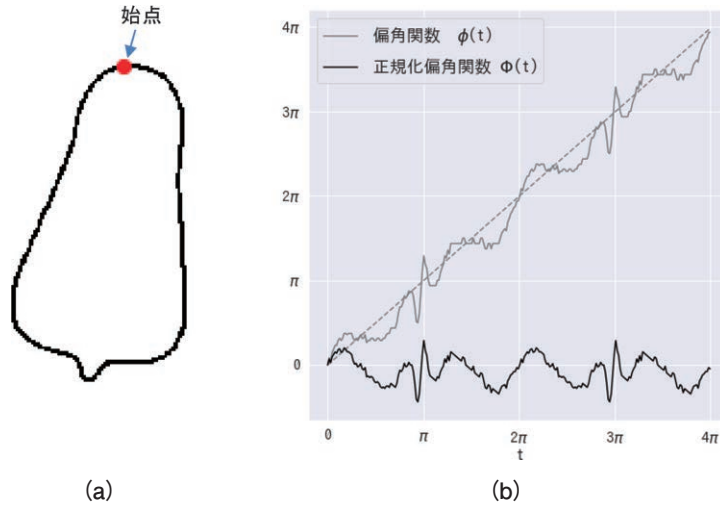 始点
偏角関数 ϕ(t)
正規化偏角関数 Φ(t)
4π
3π
2π
π
0
0 π 2π 3π 4π
t
(a) (b)